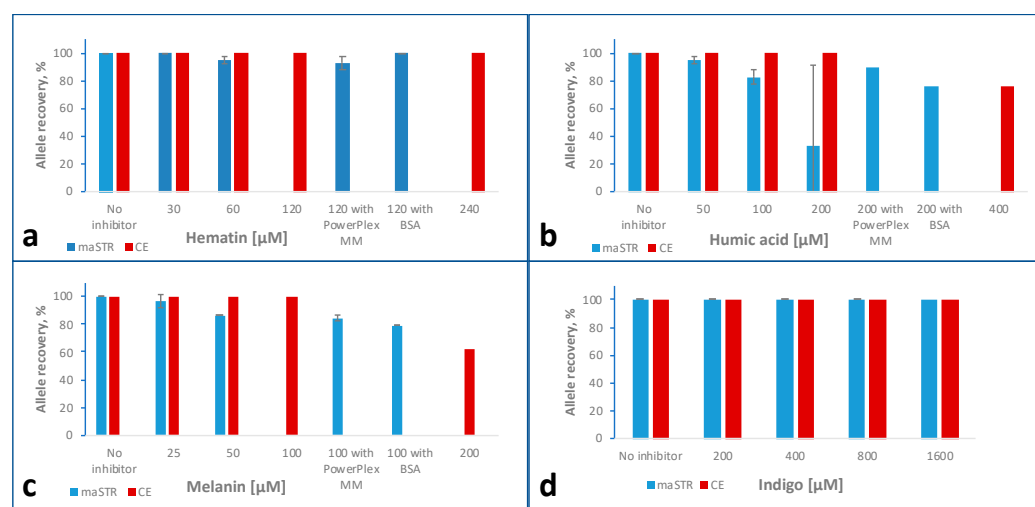 Allele recovery, %
100
80
60
40
20
0
No inhibitor
30
60
120
120 with PowerPlex MM
120 with BSA
240
a
Hematin [µM]
maSTR CE
Allele recovery, %
100
80
60
40
20
0
No inhibitor
50
100
200
200 with PowerPlex MM
200 with BSA
400
b
Humic acid [µM]
maSTR CE
Allele recovery, %
100
80
60
40
20
0
No inhibitor
25
50
100
100 with PowerPlex MM
100 with BSA
200
c
Melanin [µM]
maSTR CE
Allele recovery, %
100
80
60
40
20
0
No inhibitor
200
400
800
1600
d
Indigo [µM]
maSTR CE